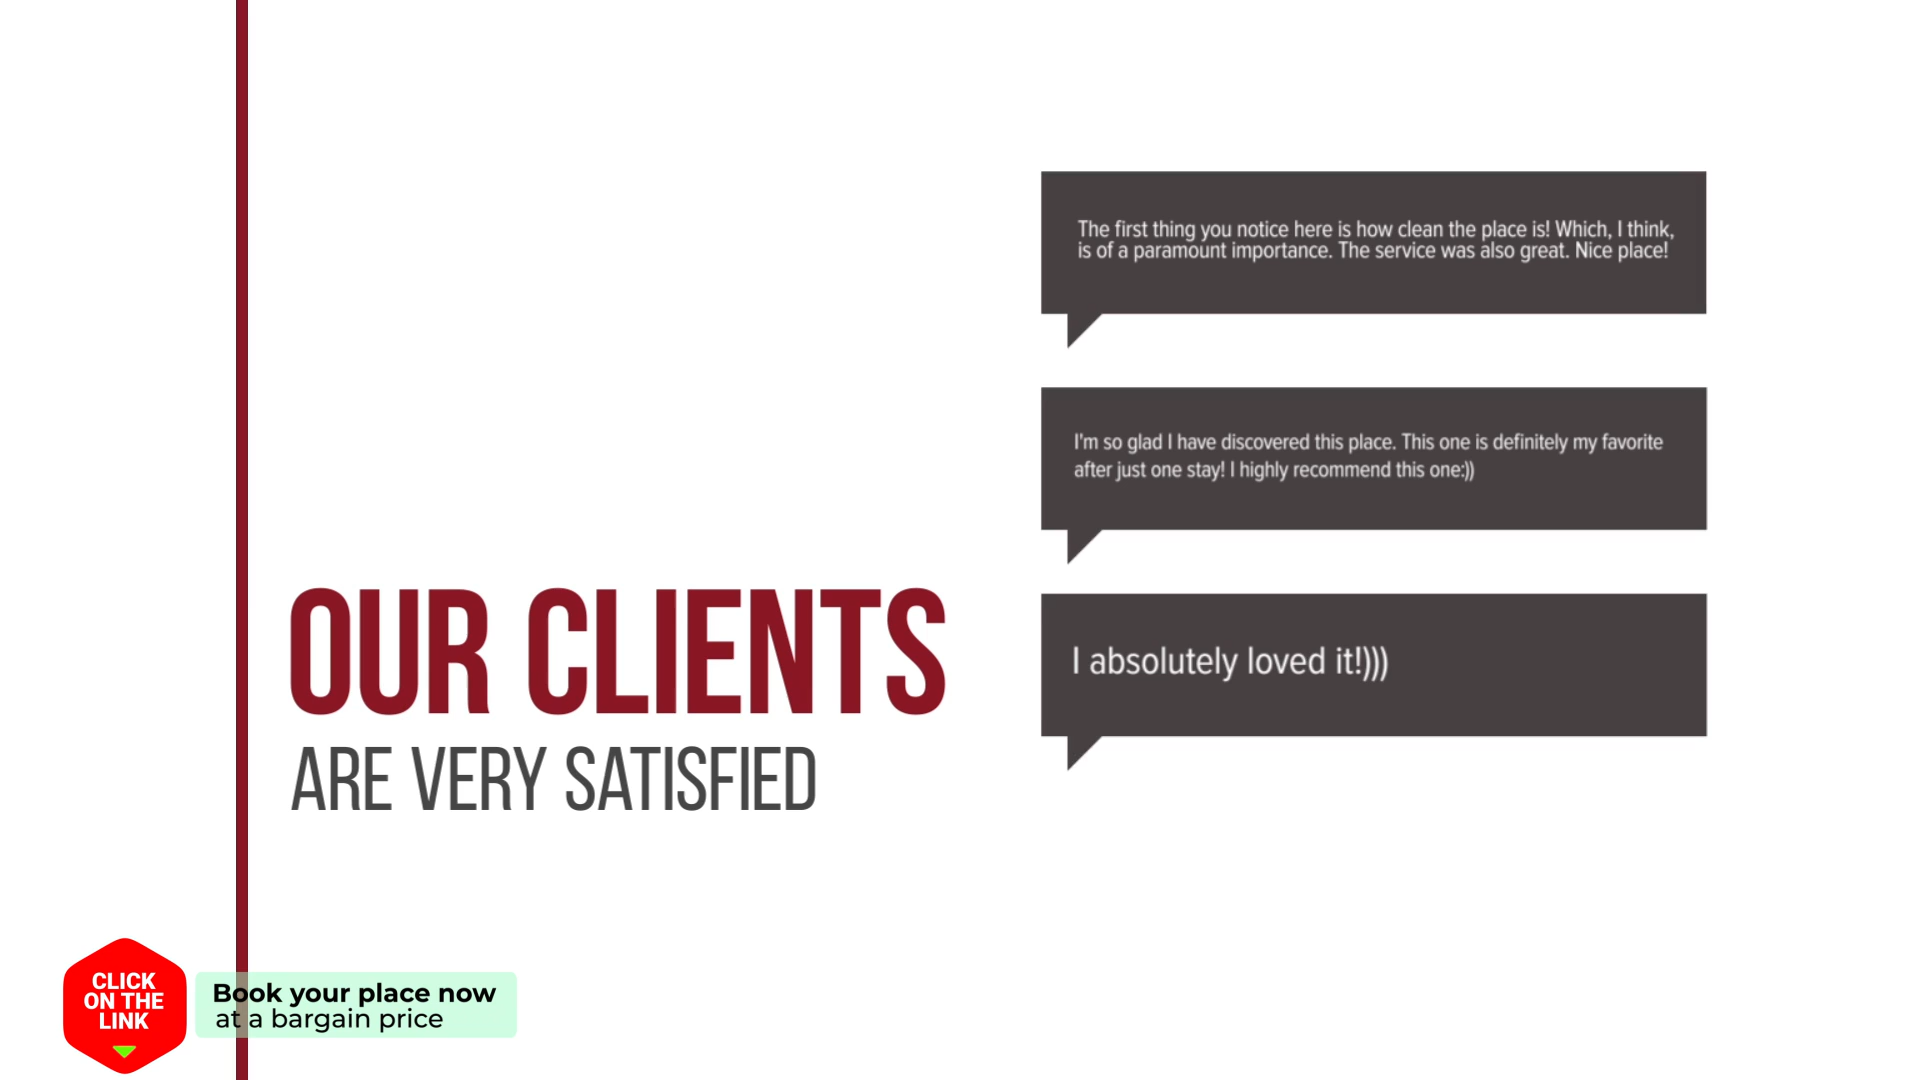 The first thing you notice here is how clean the place is! Which, I think,
is of a paramount importance. The service was also great. Nice place!
I'm so glad I have discovered this place. This one is definitely my favorite
after just one stay! I highly recommend this one:))
I absolutely loved it!)))
OUR CLIENTS
ARE VERY SATISFIED
CLICK
ON THE
LINK
Book your place now
at a bargain price